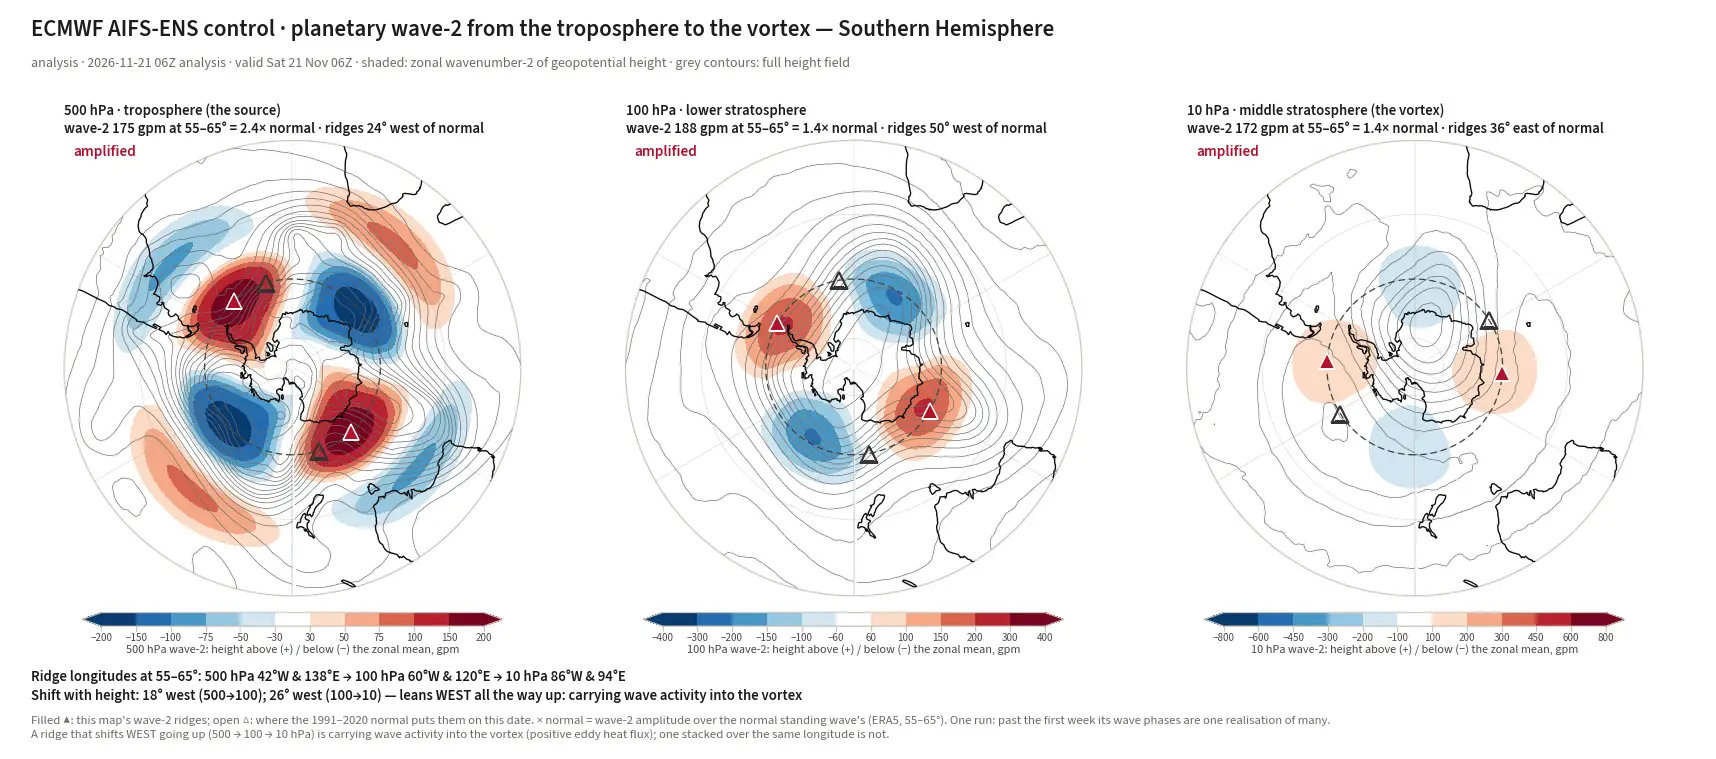 ECMWF AIFS-ENS control · planetary wave-2 from the troposphere to the vortex — Southern Hemisphere
analysis · 2026-11-21 06Z analysis · valid Sat 21 Nov 06Z · shaded: zonal wavenumber-2 of geopotential height · grey contours: full height field
500 hPa · troposphere (the source)
wave-2 175 gpm at 55–65° = 2.4× normal · ridges 24° west of normal
amplified
100 hPa · lower stratosphere
wave-2 188 gpm at 55–65° = 1.4× normal · ridges 50° west of normal
amplified
10 hPa · middle stratosphere (the vortex)
wave-2 172 gpm at 55–65° = 1.4× normal · ridges 36° east of normal
amplified
−200 −150 −100 −75 −50 −30 30 50 75 100 150 200
500 hPa wave-2: height above (+) / below (−) the zonal mean, gpm
−400 −300 −200 −150 −100 −60 60 100 150 200 300 400
100 hPa wave-2: height above (+) / below (−) the zonal mean, gpm
−800 −600 −450 −300 −200 −100 100 200 300 450 600 800
10 hPa wave-2: height above (+) / below (−) the zonal mean, gpm
Ridge longitudes at 55–65°: 500 hPa 42°W & 138°E → 100 hPa 60°W & 120°E → 10 hPa 86°W & 94°E
Shift with height: 18° west (500→100); 26° west (100→10) — leans WEST all the way up: carrying wave activity into the vortex
Filled ▲: this map's wave-2 ridges; open △: where the 1991–2020 normal puts them on this date. × normal = wave-2 amplitude over the normal standing wave's (ERA5, 55–65°). One run: past the first week its wave phases are one realisation of many.
A ridge that shifts WEST going up (500 → 100 → 10 hPa) is carrying wave activity into the vortex (positive eddy heat flux); one stacked over the same longitude is not.